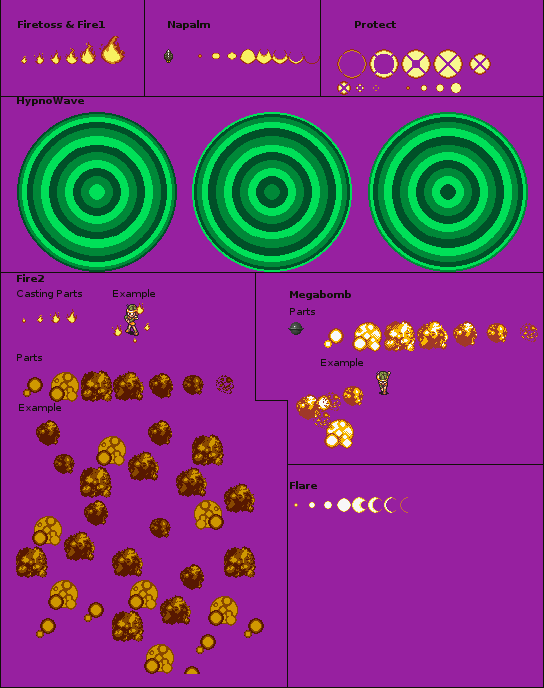 Firetoss & Fire1
Napalm
Protect
HypnoWave
Fire2
Casting Parts
Example
Megabomb
Parts
Example
Parts
Example
Flare